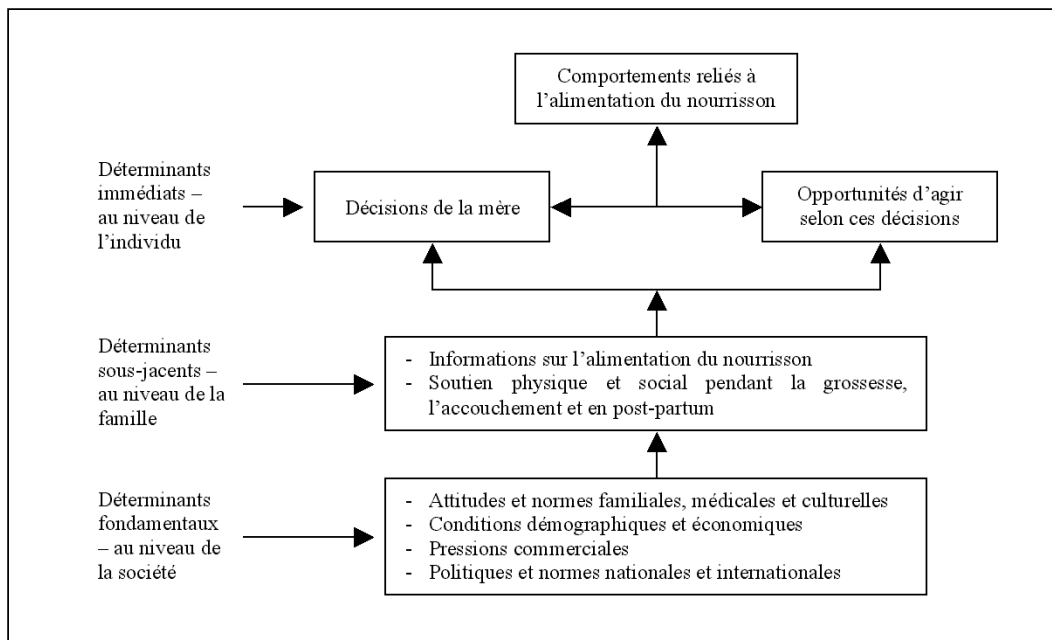 Comportements reliés à
l’alimentation du nourrisson
Déterminants
immédiats –
au niveau de
l’individu
Décisions de la mère
Opportunités d’agir
selon ces décisions
Déterminants
sous-jacents –
au niveau de la
famille
- Informations sur l’alimentation du nourrisson
- Soutien physique et social pendant la grossesse,
l’accouchement et en post-partum
Déterminants
fondamentaux
– au niveau de
la société
- Attitudes et normes familiales, médicales et culturelles
- Conditions démographiques et économiques
- Pressions commerciales
- Politiques et normes nationales et internationales